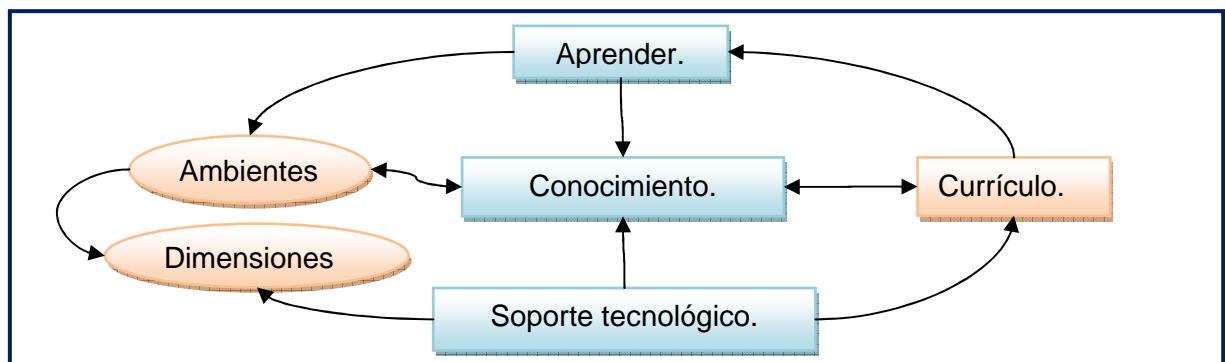 Aprender.
Ambientes
Conocimiento.
Currículo.
Dimensiones
Soporte tecnológico.